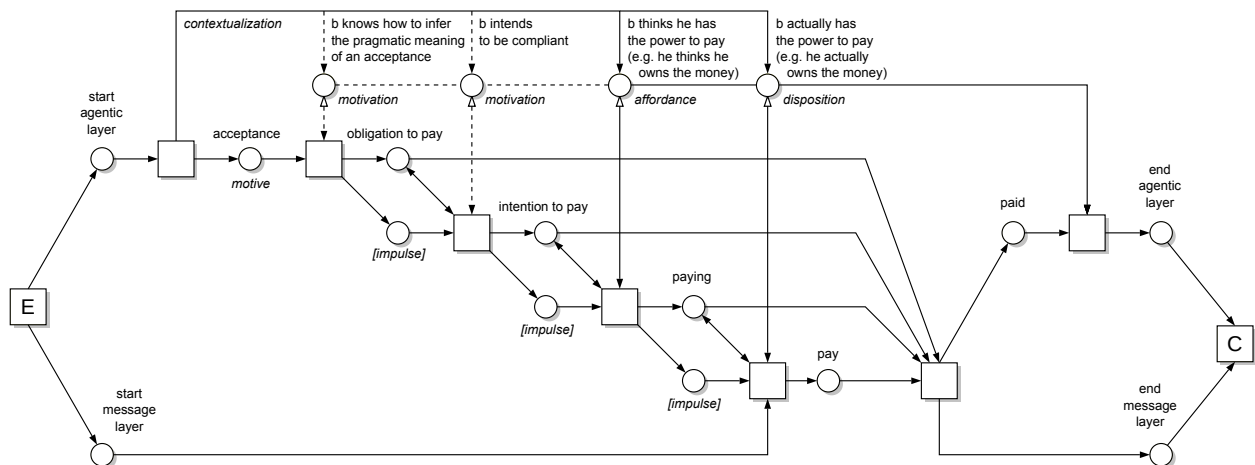 contextualization
b knows how to infer
the pragmatic meaning
of an acceptance
b intends
to be compliant
b thinks he has
the power to pay
(e.g. he thinks he
owns the money)
b actually has
the power to pay
(e.g. he actually
owns the money)
motivation
motivation
affordance
disposition
start
agentic
layer
acceptance
motive
obligation to pay
[impulse]
intention to pay
[impulse]
paying
[impulse]
pay
paid
end
agentic
layer
E
C
start
message
layer
end
message
layer